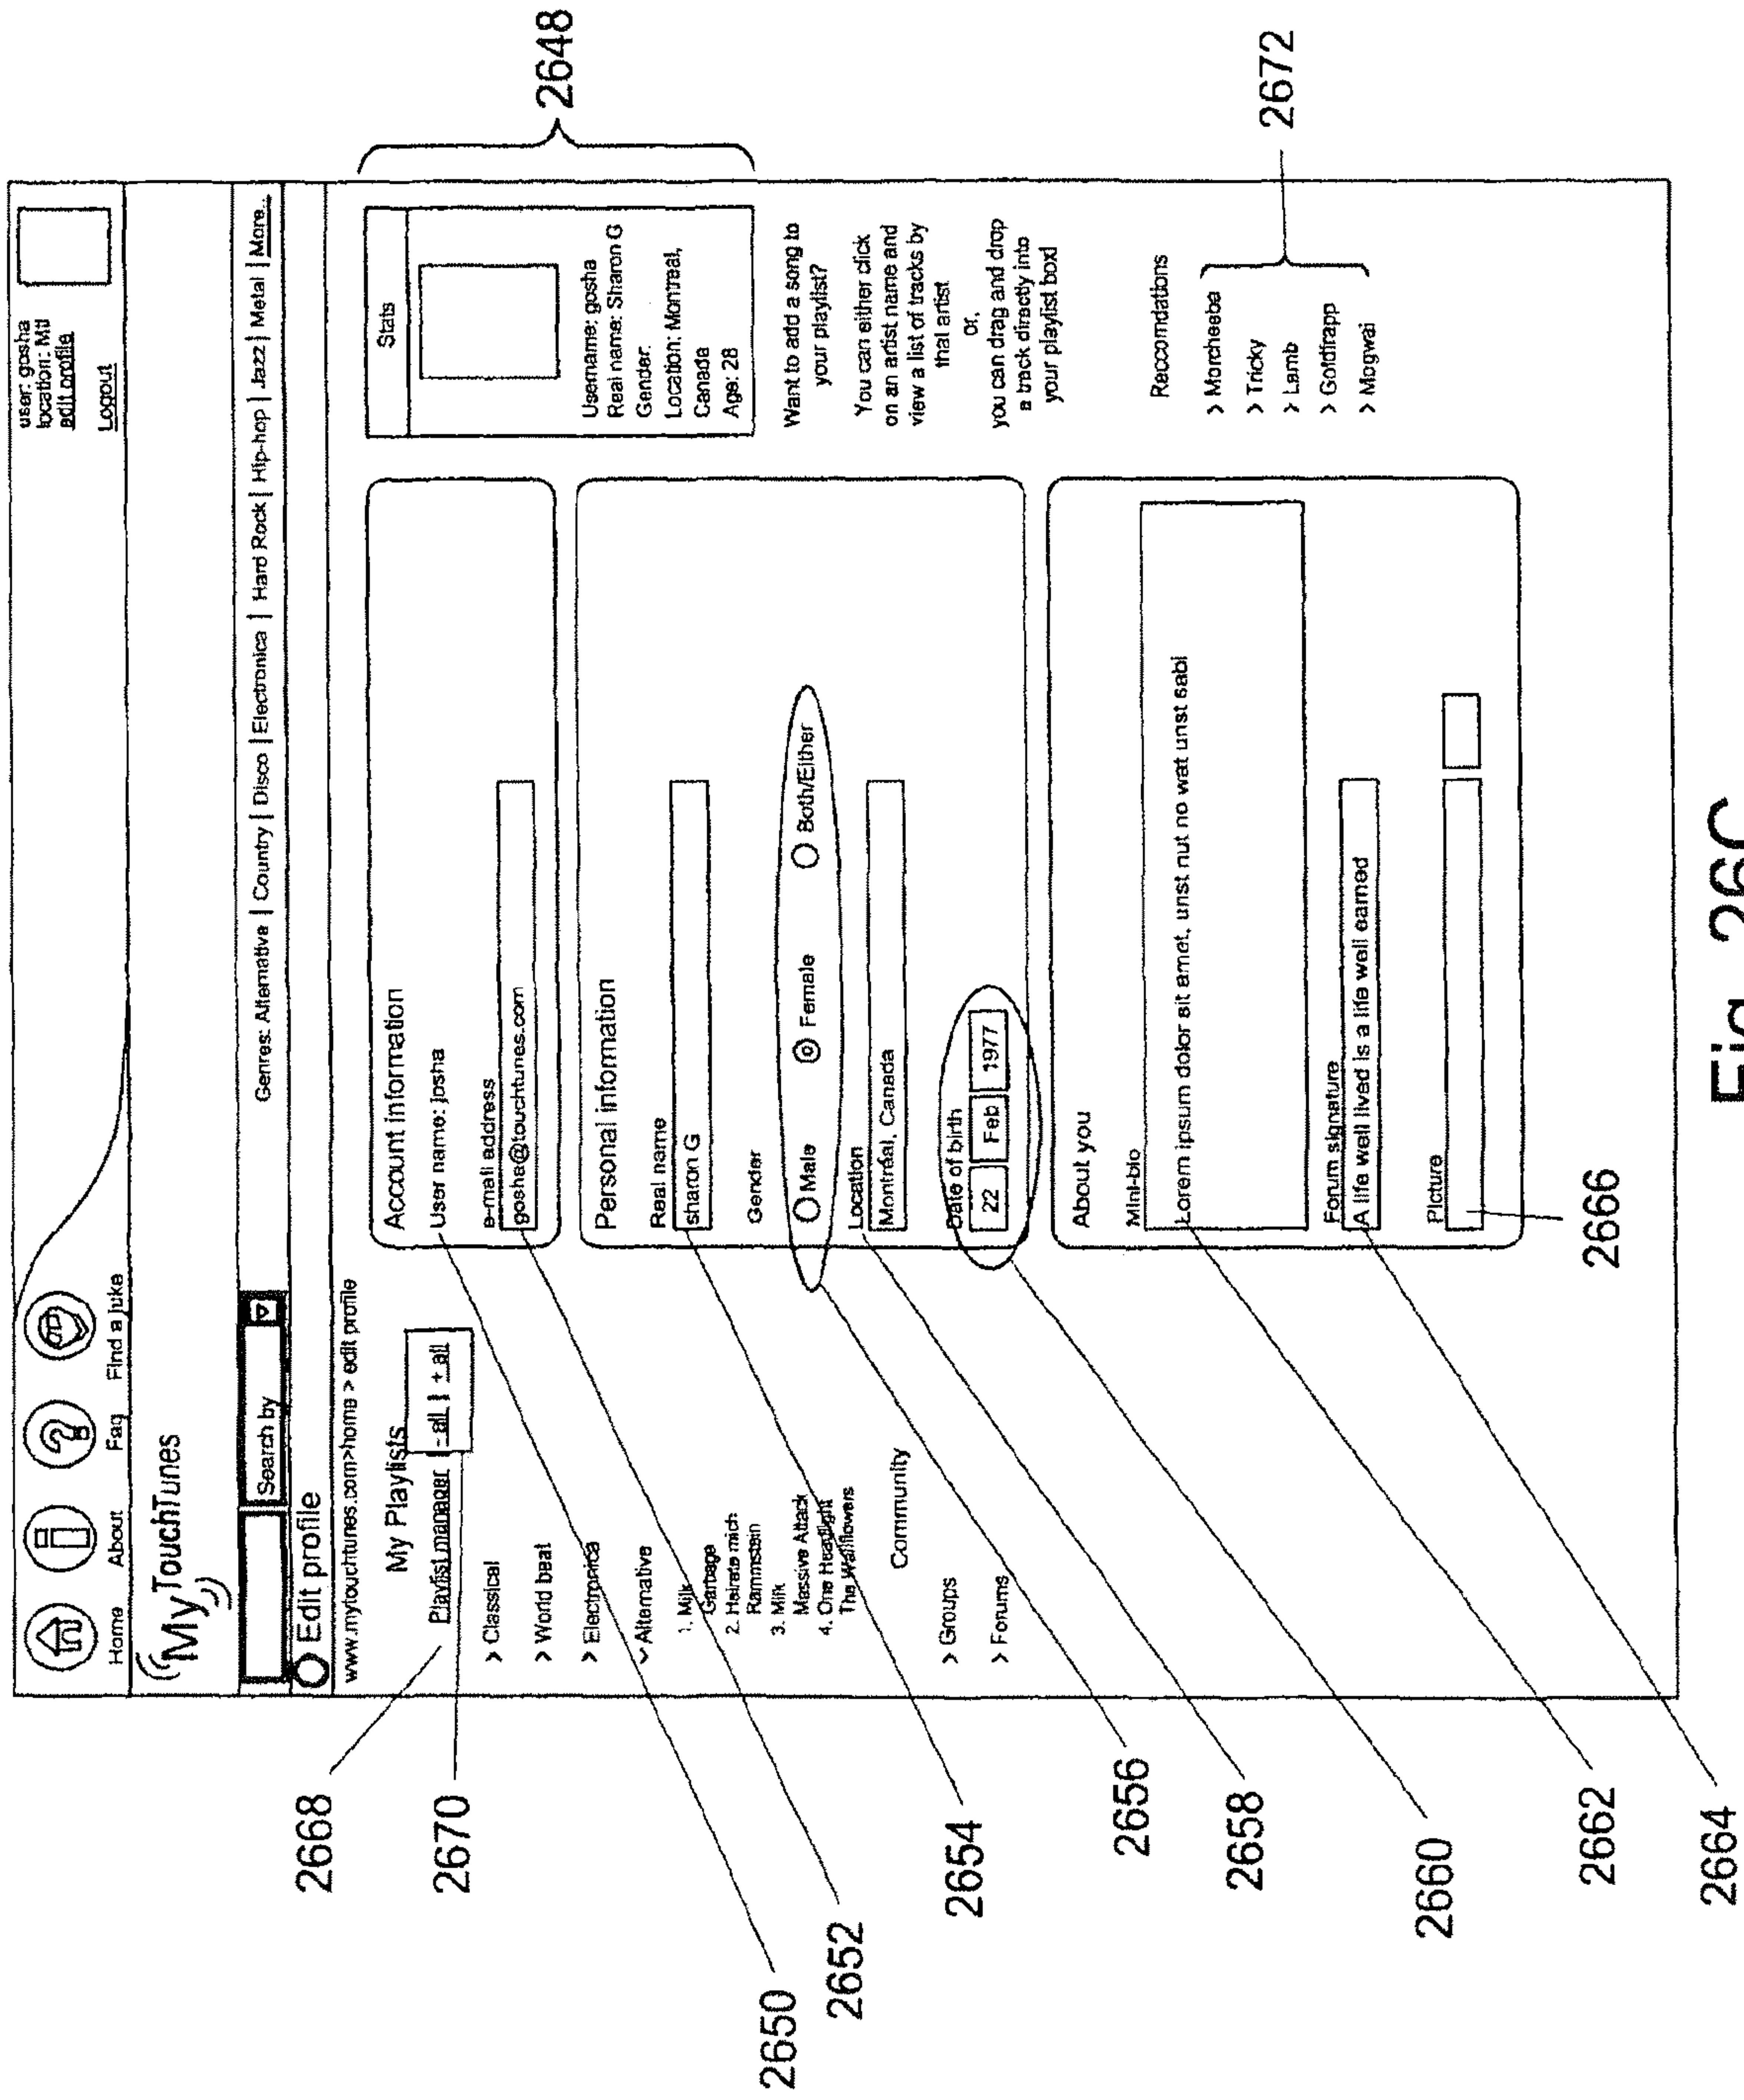 Home
About
Faq
Find a juke
user: gosha
location: Mtl
edit profile
Logout
MyTouchTunes
Search by
Genres: Alternative | Country | Disco | Electronica | Hard Rock | Hip-hop | Jazz | Metal | More..
Edit profile
www.mytouchtunes.com>home > edit profile
My Playlists
Playlist manager
- all | + all
> Classical
> World beat
> Electronica
Alternative
1. Milk
Garbage
2. Heirate mich
Rammstein
3. Milk
Massive Attack
4. One Headlight
The Wallflowers
Community
> Groups
> Forums
Account information
User name: josha
e-mail address
gosha@touchtunes.com
Personal information
Real name
sharon G
Gender
Male
Female
Both/Either
Location
Montréal, Canada
Date of birth
22
Feb
1977
About you
Mini-bio
Lorem ipsum dolor sit amet, unst nut no wat unst sabi
Forum signature
A life well lived is a life well earned
Picture
Stats
Username: gosha
Real name: Sharon G
Gender:
Location: Montreal,
Canada
Age: 28
Want to add a song to
your playlist?
You can either click
on an artist name and
view a list of tracks by
that artist
or,
you can drag and drop
a track directly into
your playlist box!
Reccomdations
> Morcheeba
> Tricky
> Lamb
> Goldfrapp
> Mogwai
2648
2672
2668
2670
2650
2652
2654
2656
2658
2660
2662
2664
2666
Fig. 26C